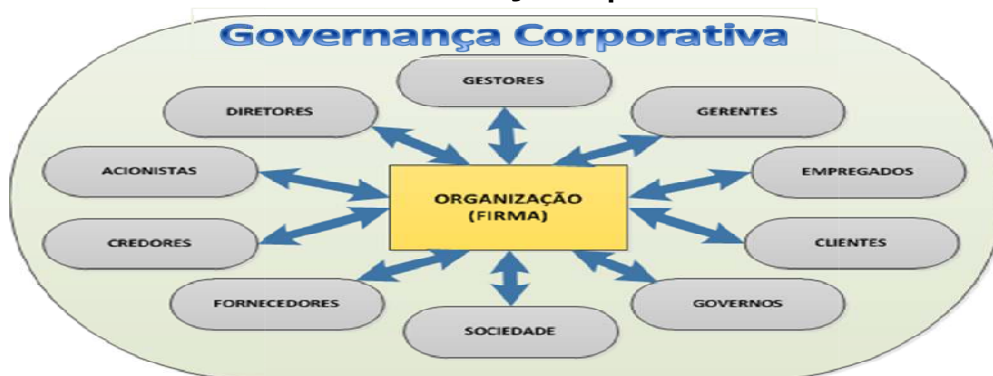 Governança Corporativa
GESTORES
DIRETORES
GERENTES
ACIONISTAS
ORGANIZAÇÃO
(FIRMA)
EMPREGADOS
CREDORES
CLIENTES
FORNECEDORES
SOCIEDADE
GOVERNOS